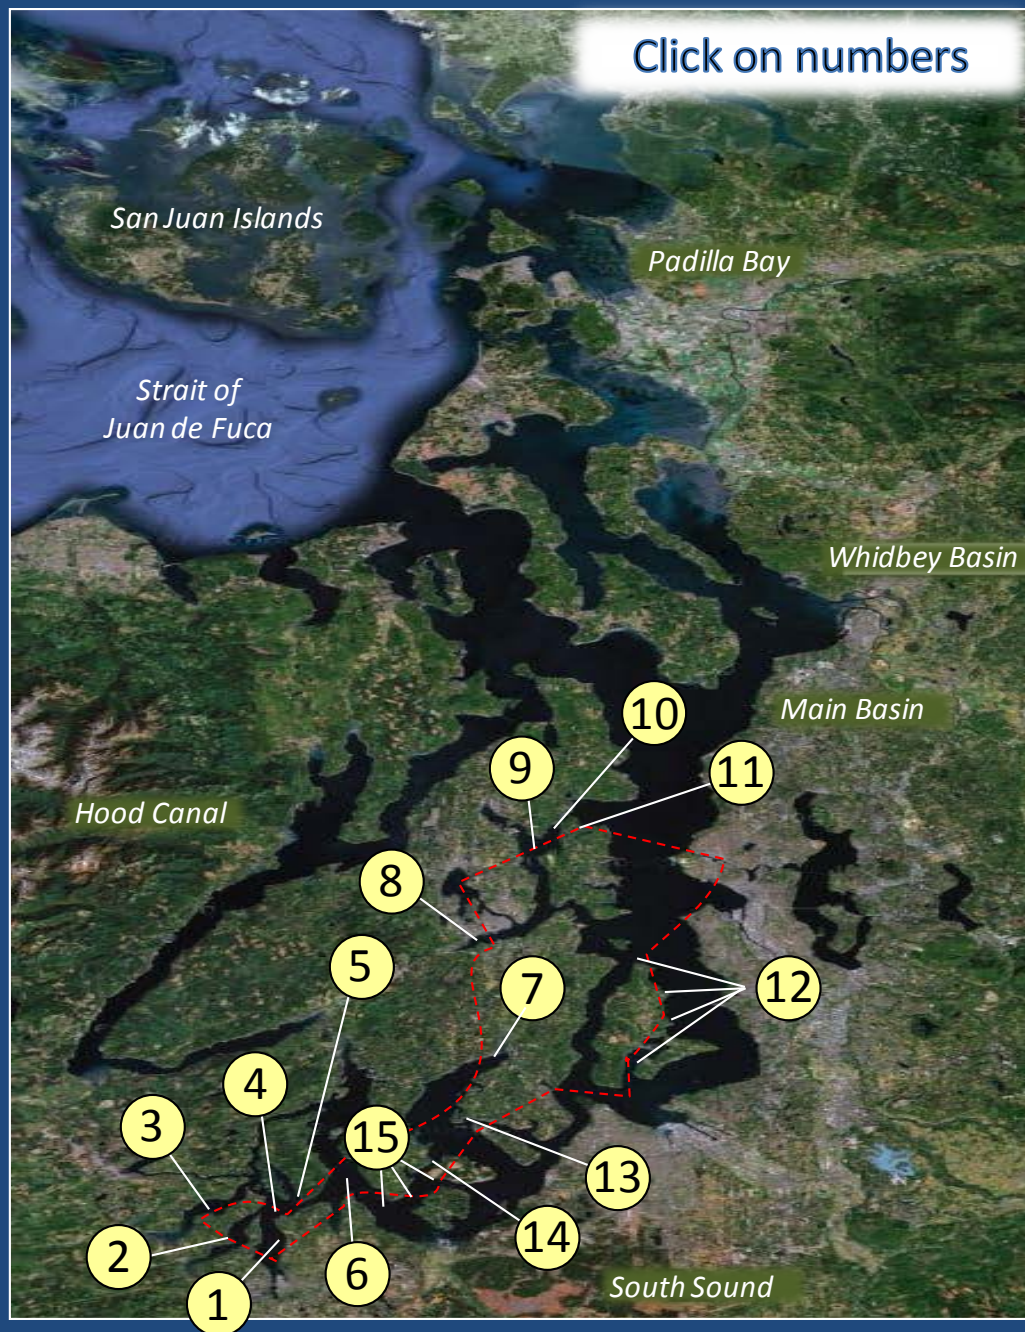 Click on numbers
San Juan Islands
Padilla Bay
Strait of
Juan de Fuca
Whidbey Basin
10
Main Basin
9
11
Hood Canal
8
5
7
12
4
3
15
13
14
2
6
1
South Sound